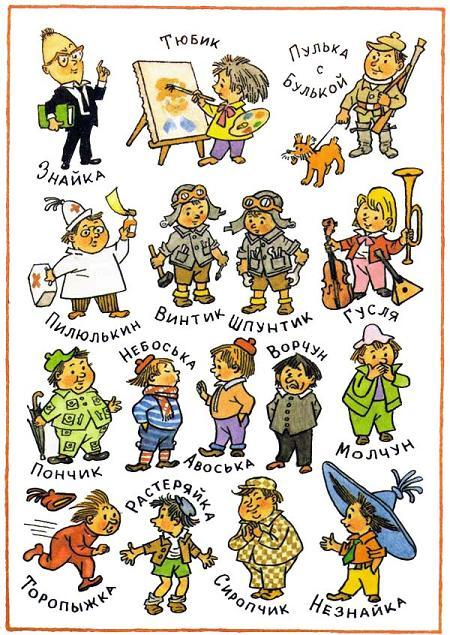 Знайка
Тюбик
Пулька
с
Булькой
Пилюлькин
Винтик
Шпунтик
Гусля
Пончик
Небоська
Авоська
Ворчун
Молчун
Торопыжка
Растеряйка
Сиропчик
Незнайка